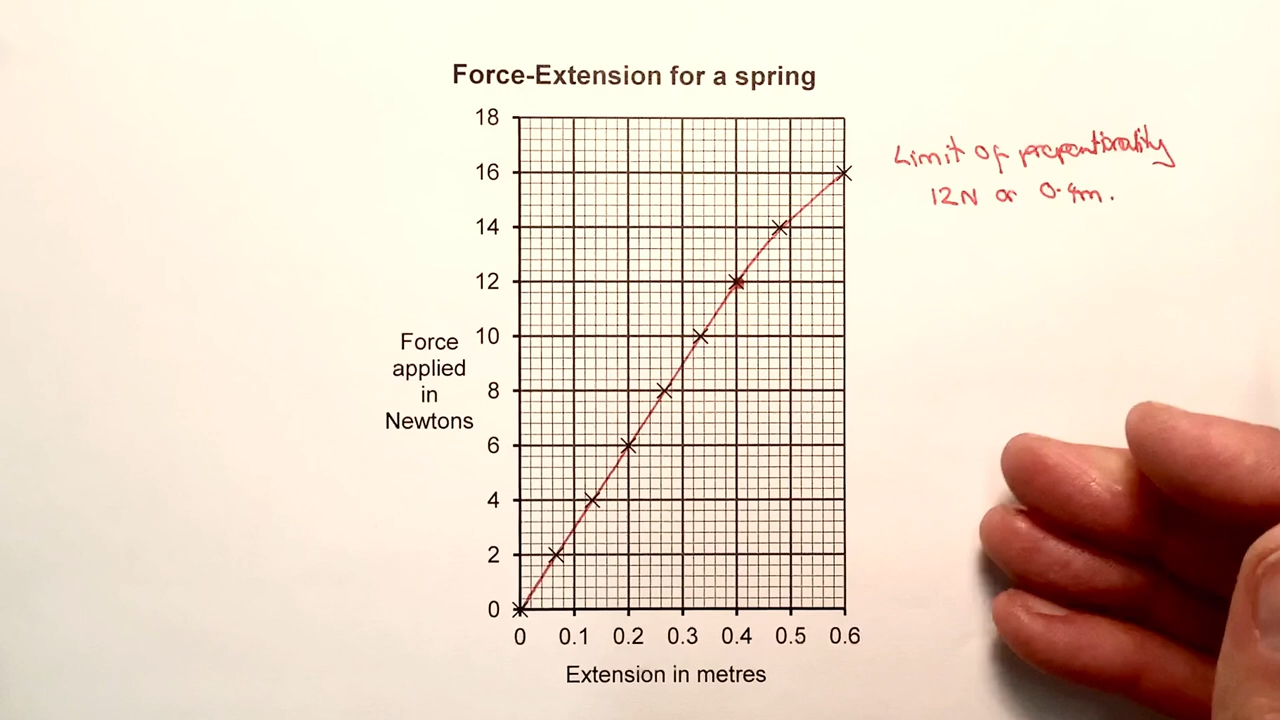 Force-Extension for a spring
18
16
14
12
10
8
6
4
2
0
Force
applied
in
Newtons
0 0.1 0.2 0.3 0.4 0.5 0.6
Extension in metres
Limit of proportionality
12N or 0.4m.